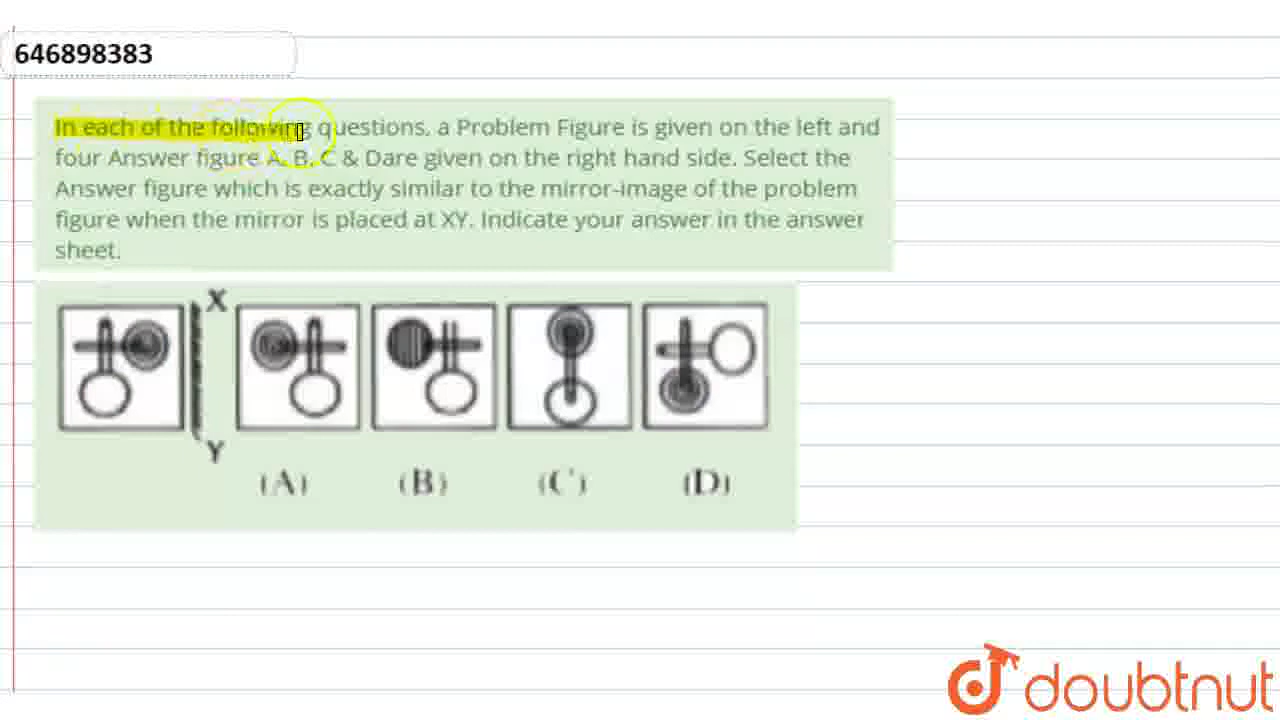 646898383
In each of the following questions, a Problem Figure is given on the left and
four Answer figure A, B, C & Dare given on the right hand side. Select the
Answer figure which is exactly similar to the mirror-image of the problem
figure when the mirror is placed at XY. Indicate your answer in the answer
sheet.
X
Y
(A) (B) (C) (D)
doubtnut